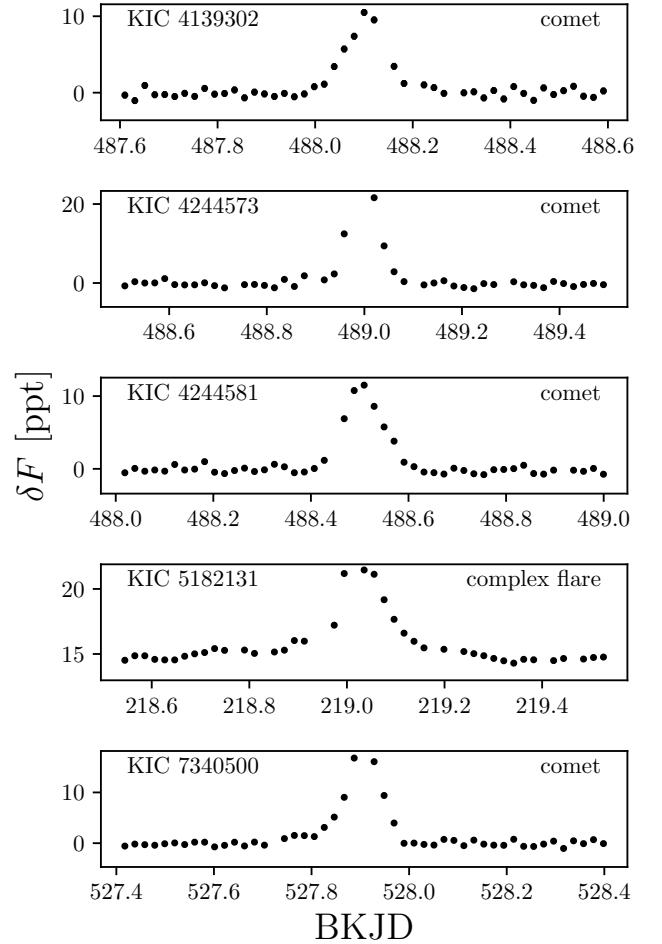 KIC 4139302 comet
10
0
487.6 487.8 488.0 488.2 488.4 488.6
KIC 4244573 comet
20
0
488.6 488.8 489.0 489.2 489.4
KIC 4244581 comet
10
0
488.0 488.2 488.4 488.6 488.8 489.0
δF [ppt]
KIC 5182131 complex flare
20
15
218.6 218.8 219.0 219.2 219.4
KIC 7340500 comet
10
0
527.4 527.6 527.8 528.0 528.2 528.4
BKJD